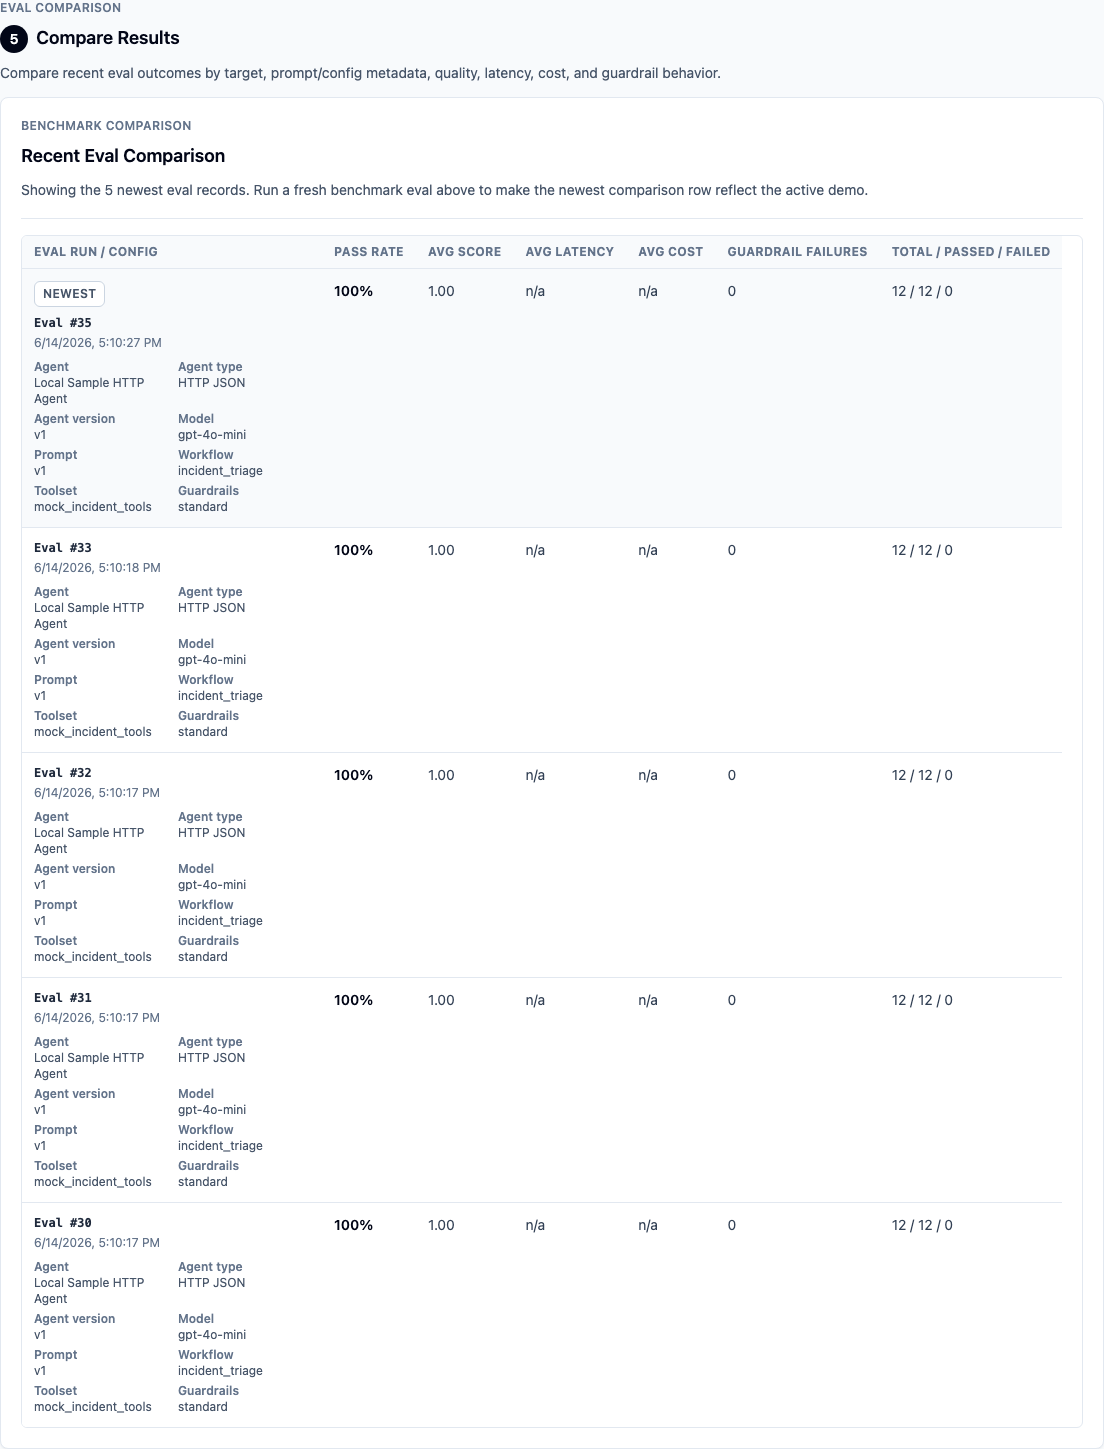 EVAL COMPARISON
5 Compare Results
Compare recent eval outcomes by target, prompt/config metadata, quality, latency, cost, and guardrail behavior.
BENCHMARK COMPARISON
Recent Eval Comparison
Showing the 5 newest eval records. Run a fresh benchmark eval above to make the newest comparison row reflect the active demo.
EVAL RUN / CONFIG PASS RATE AVG SCORE AVG LATENCY AVG COST GUARDRAIL FAILURES TOTAL / PASSED / FAILED
NEWEST 100% 1.00 n/a n/a 0 12 / 12 / 0
Eval #35
6/14/2026, 5:10:27 PM
Agent Agent type
Local Sample HTTP HTTP JSON
Agent
Agent version Model
v1 gpt-4o-mini
Prompt Workflow
v1 incident_triage
Toolset Guardrails
mock_incident_tools standard
Eval #33 100% 1.00 n/a n/a 0 12 / 12 / 0
6/14/2026, 5:10:18 PM
Agent Agent type
Local Sample HTTP HTTP JSON
Agent
Agent version Model
v1 gpt-4o-mini
Prompt Workflow
v1 incident_triage
Toolset Guardrails
mock_incident_tools standard
Eval #32 100% 1.00 n/a n/a 0 12 / 12 / 0
6/14/2026, 5:10:17 PM
Agent Agent type
Local Sample HTTP HTTP JSON
Agent
Agent version Model
v1 gpt-4o-mini
Prompt Workflow
v1 incident_triage
Toolset Guardrails
mock_incident_tools standard
Eval #31 100% 1.00 n/a n/a 0 12 / 12 / 0
6/14/2026, 5:10:17 PM
Agent Agent type
Local Sample HTTP HTTP JSON
Agent
Agent version Model
v1 gpt-4o-mini
Prompt Workflow
v1 incident_triage
Toolset Guardrails
mock_incident_tools standard
Eval #30 100% 1.00 n/a n/a 0 12 / 12 / 0
6/14/2026, 5:10:17 PM
Agent Agent type
Local Sample HTTP HTTP JSON
Agent
Agent version Model
v1 gpt-4o-mini
Prompt Workflow
v1 incident_triage
Toolset Guardrails
mock_incident_tools standard